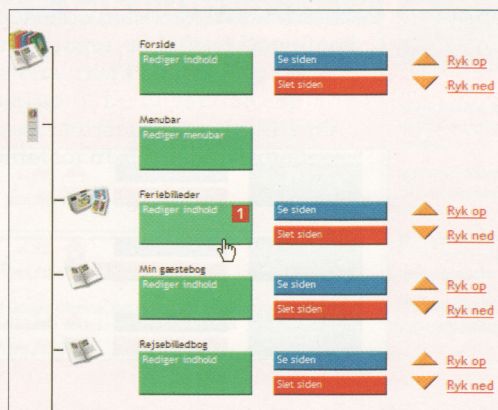 Forside
Rediger indhold
Se siden
Ryk op
Slet siden
Ryk ned
Menubar
Rediger menubar
Feriebilleder
Rediger indhold
1
Se siden
Ryk op
Slet siden
Ryk ned
Min gæstebog
Rediger indhold
Se siden
Ryk op
Slet siden
Ryk ned
Rejsebilledbog
Rediger indhold
Se siden
Ryk op
Slet siden
Ryk ned